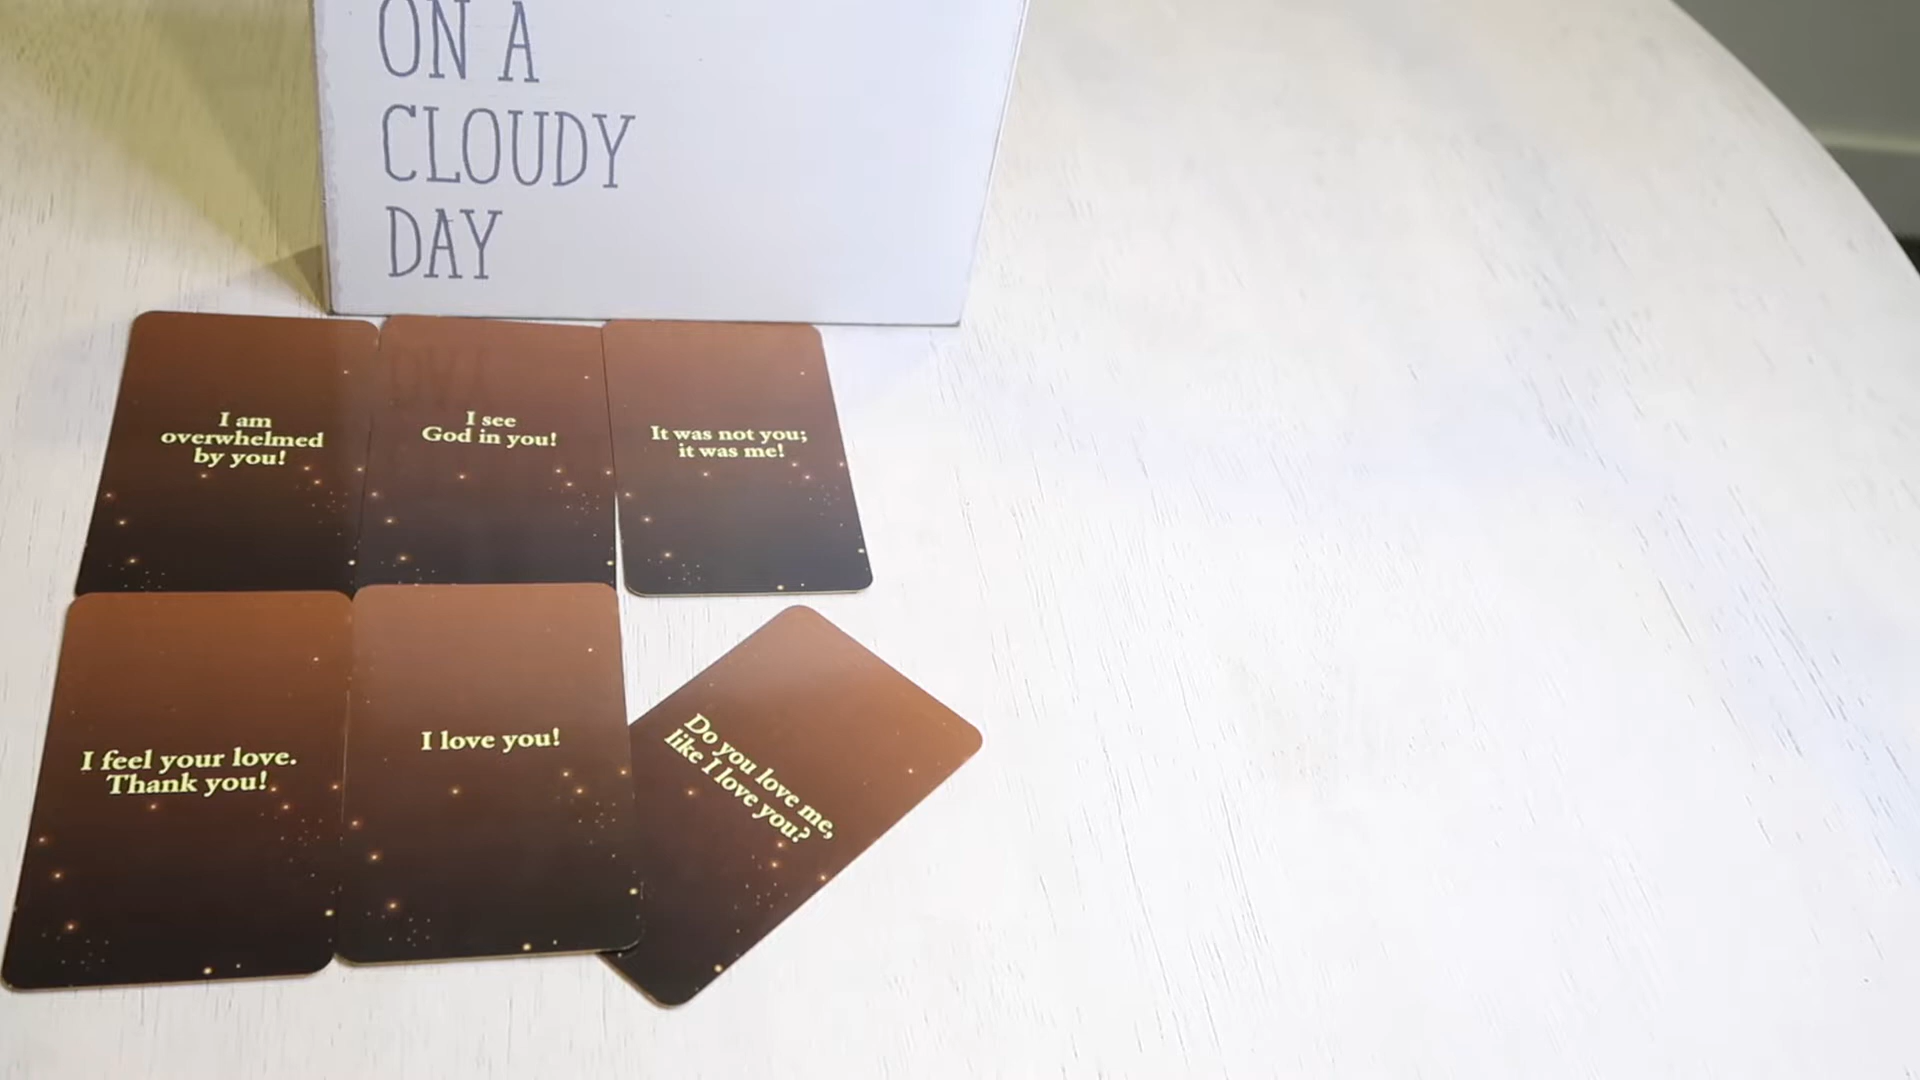 ON A
CLOUDY
DAY
I am
overwhelmed
by you!
I see
God in you!
It was not you;
it was me!
I feel your love.
Thank you!
I love you!
Do you love me,
like I love you?